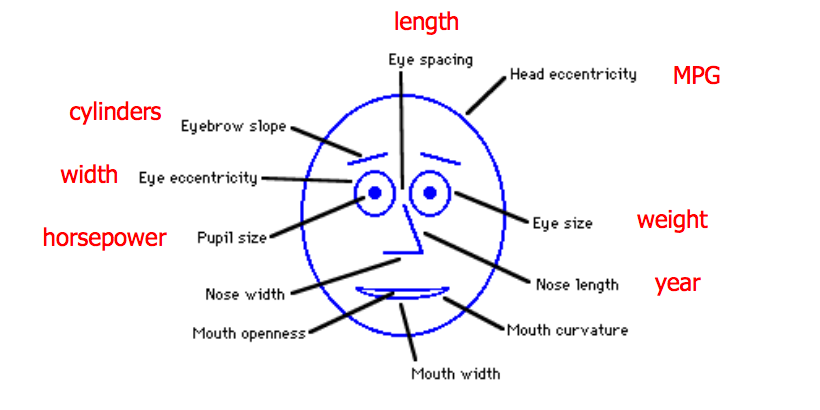 length
Eye spacing
Head eccentricity MPG
cylinders
Eyebrow slope
width Eye eccentricity
Eye size weight
horsepower Pupil size
Nose length year
Nose width
Mouth openness
Mouth curvature
Mouth width